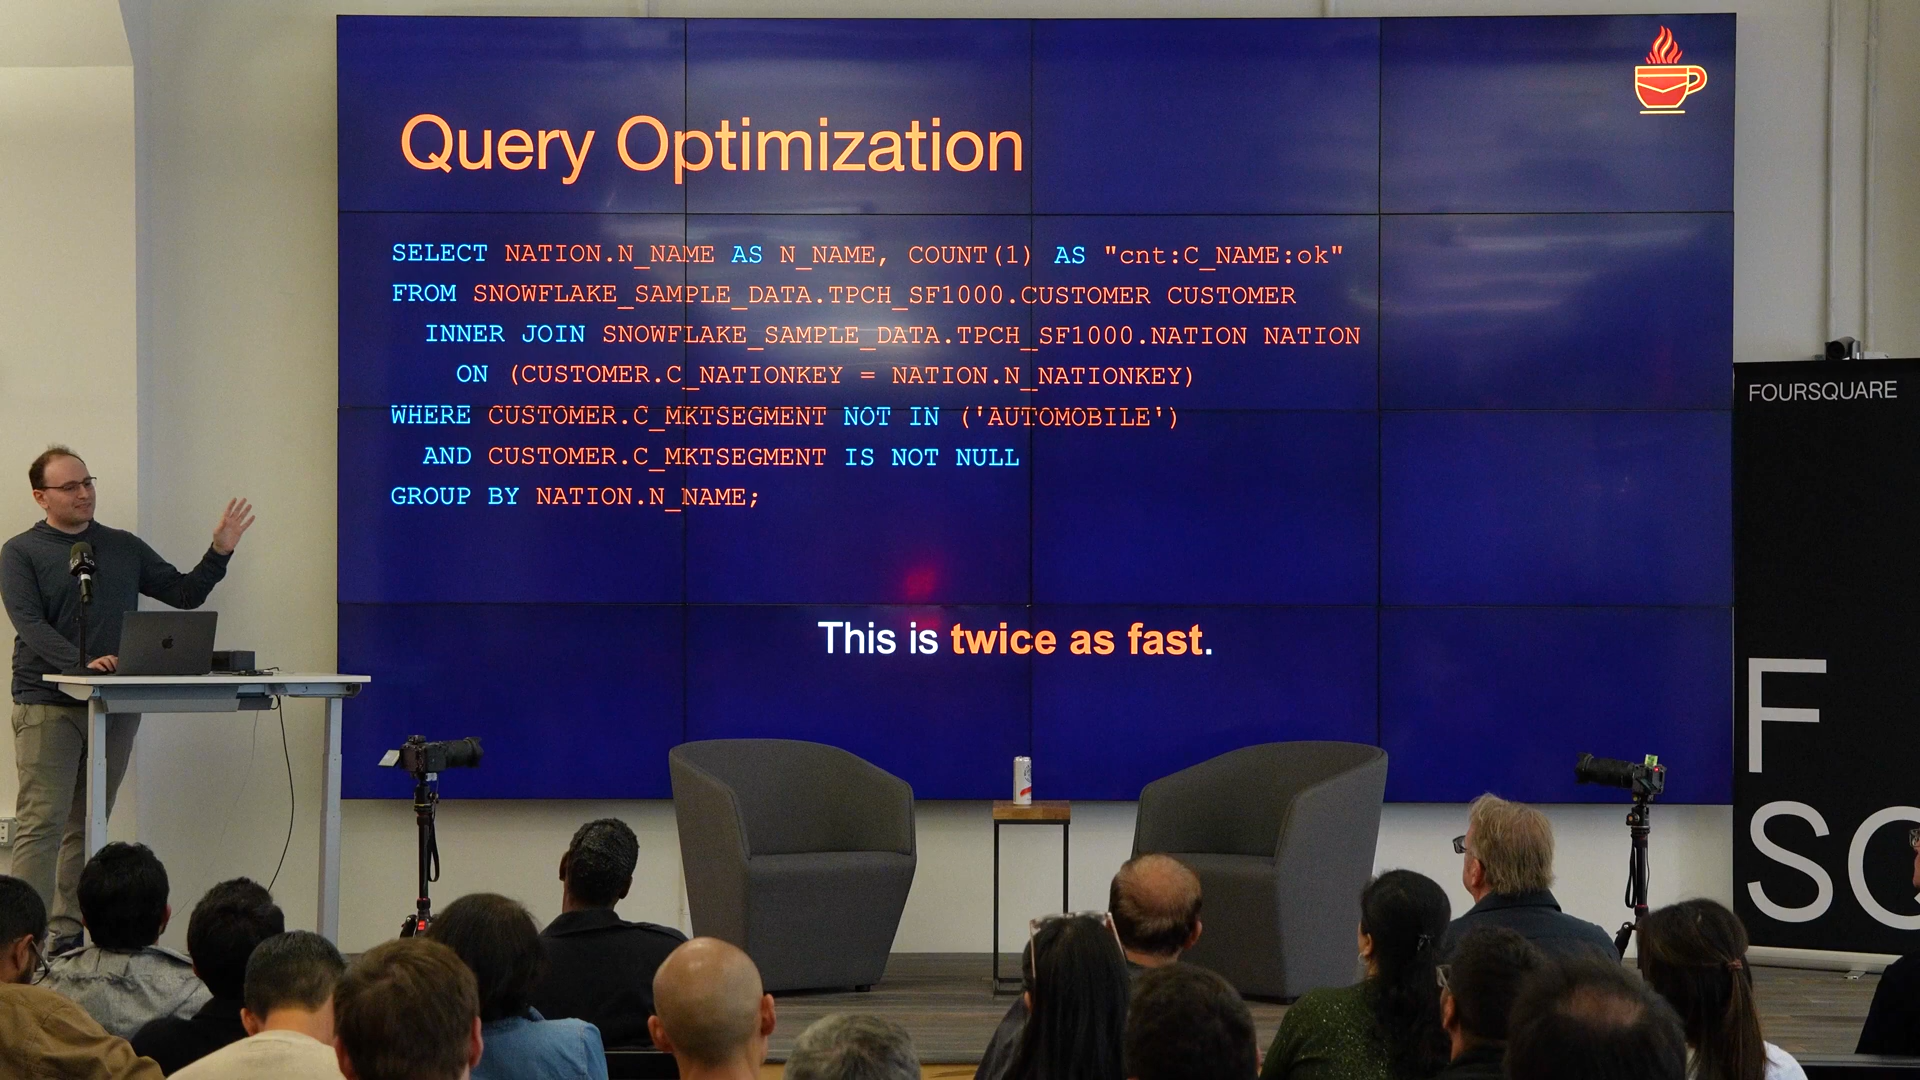 Query Optimization
SELECT NATION.N_NAME AS N_NAME, COUNT(1) AS "cnt:C_NAME:ok"
FROM SNOWFLAKE_SAMPLE_DATA.TPCH_SF1000.CUSTOMER CUSTOMER
INNER JOIN SNOWFLAKE_SAMPLE_DATA.TPCH_SF1000.NATION NATION
ON (CUSTOMER.C_NATIONKEY = NATION.N_NATIONKEY)
WHERE CUSTOMER.C_MKTSEGMENT NOT IN ('AUTOMOBILE')
AND CUSTOMER.C_MKTSEGMENT IS NOT NULL
GROUP BY NATION.N_NAME;
This is twice as fast.
FOURSQUARE
F
SQ